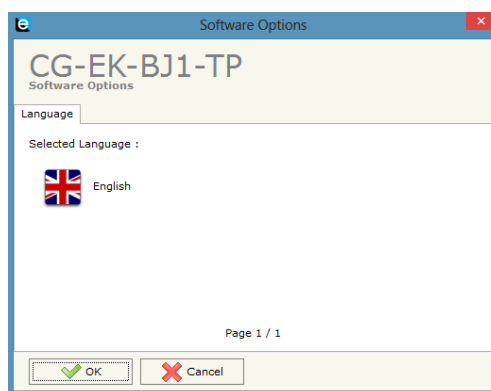 Software Options
CG-EK-BJ1-TP
Software Options
Language
Selected Language :
English
Page 1 / 1
OK
Cancel